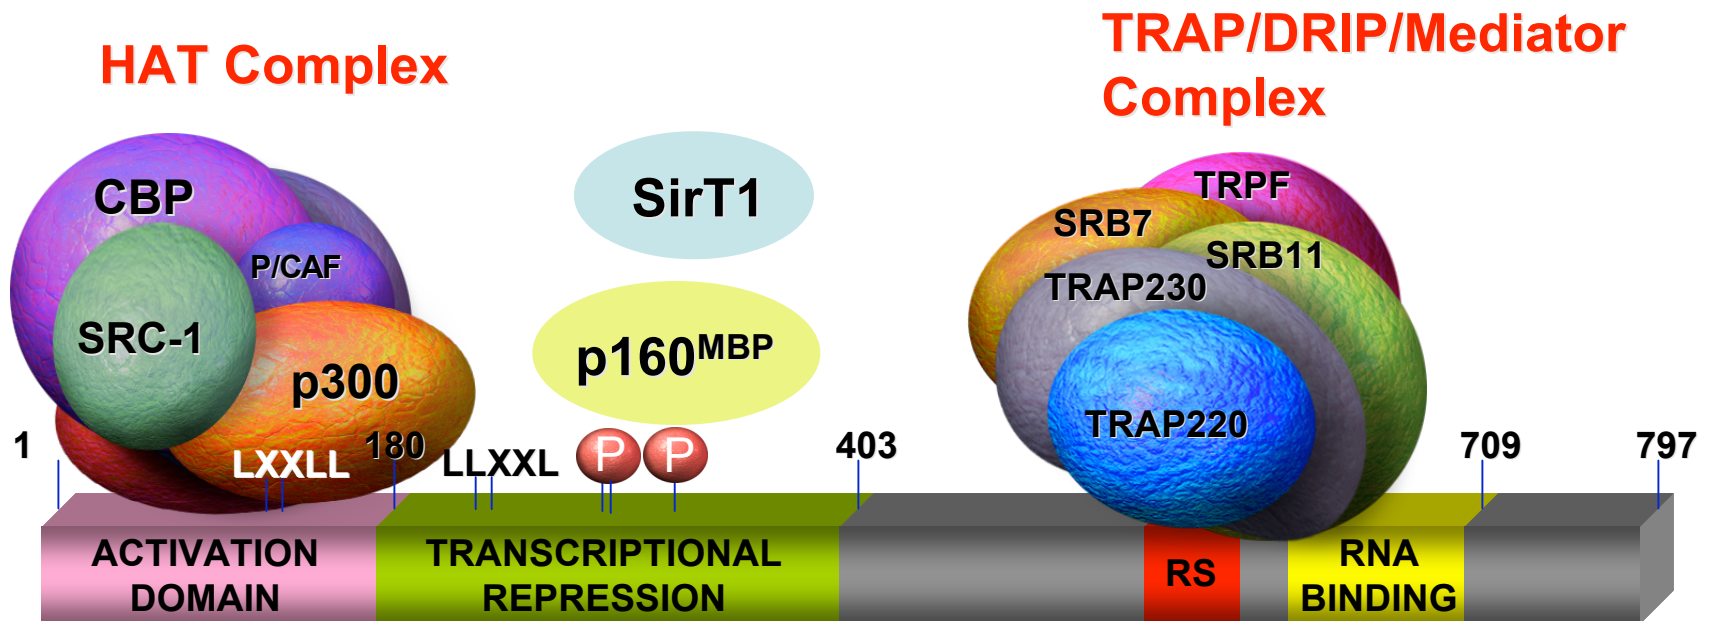 HAT Complex
TRAP/DRIP/Mediator
Complex
CBP
P/CAF
SRC-1
p300
SirT1
p160MBP
TRPF
SRB7
SRB11
TRAP230
TRAP220
1
LXXLL
180
LLXXL
P
P
403
709
797
ACTIVATION
DOMAIN
TRANSCRIPTIONAL
REPRESSION
RS
RNA
BINDING